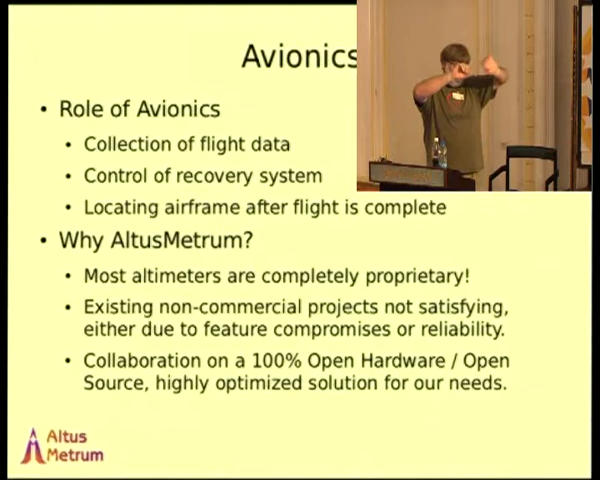 Avionics
• Role of Avionics
• Collection of flight data
• Control of recovery system
• Locating airframe after flight is complete
• Why AltusMetrum?
• Most altimeters are completely proprietary!
• Existing non-commercial projects not satisfying,
either due to feature compromises or reliability.
• Collaboration on a 100% Open Hardware / Open
Source, highly optimized solution for our needs.
Altus
Metrum